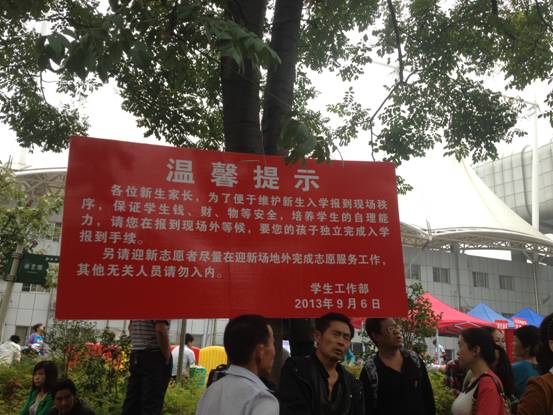 温馨提示
各位新生家长，为了便于维护新生入学报到现场秩
序，保证学生钱、财、物等安全，培养学生的自理能
力，请您在报到现场外等候，要您的孩子独立完成入学
报到手续。
另请迎新志愿者尽量在迎新场地外完成志愿服务工作，
其他无关人员请勿入内。
学生工作部
2013年9月6日